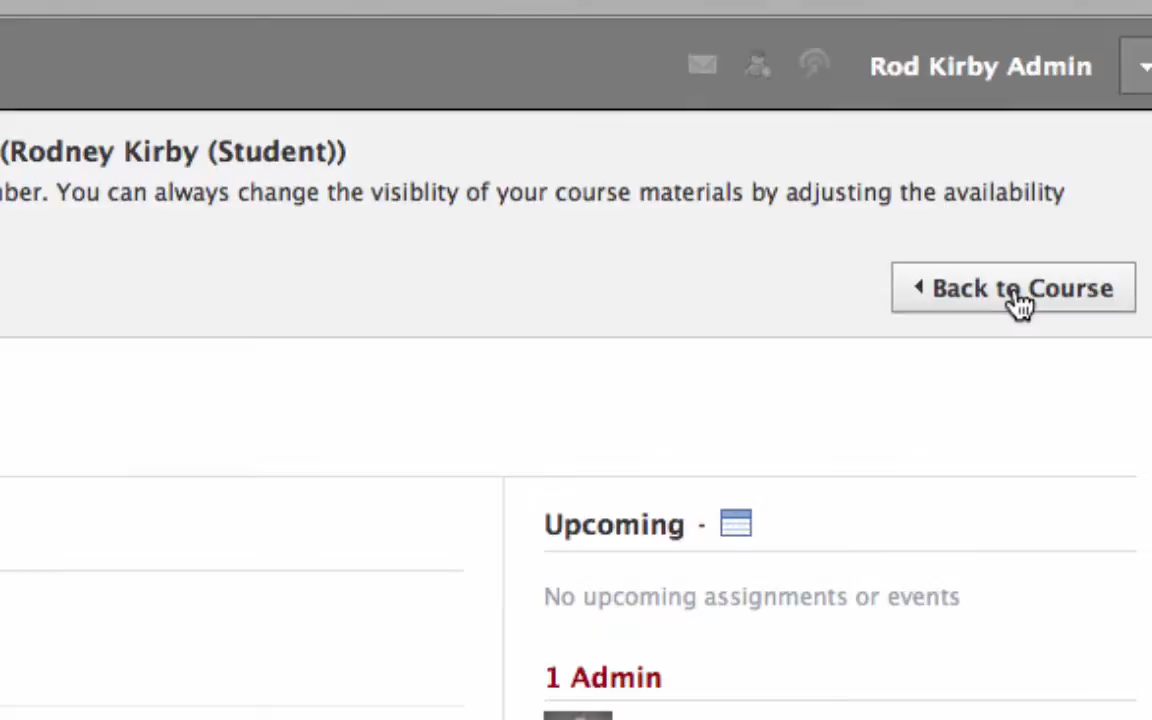 Rod Kirby Admin
(Rodney Kirby (Student))
You can always change the visiblity of your course materials by adjusting the availability
Back to Course
Upcoming -
No upcoming assignments or events
1 Admin